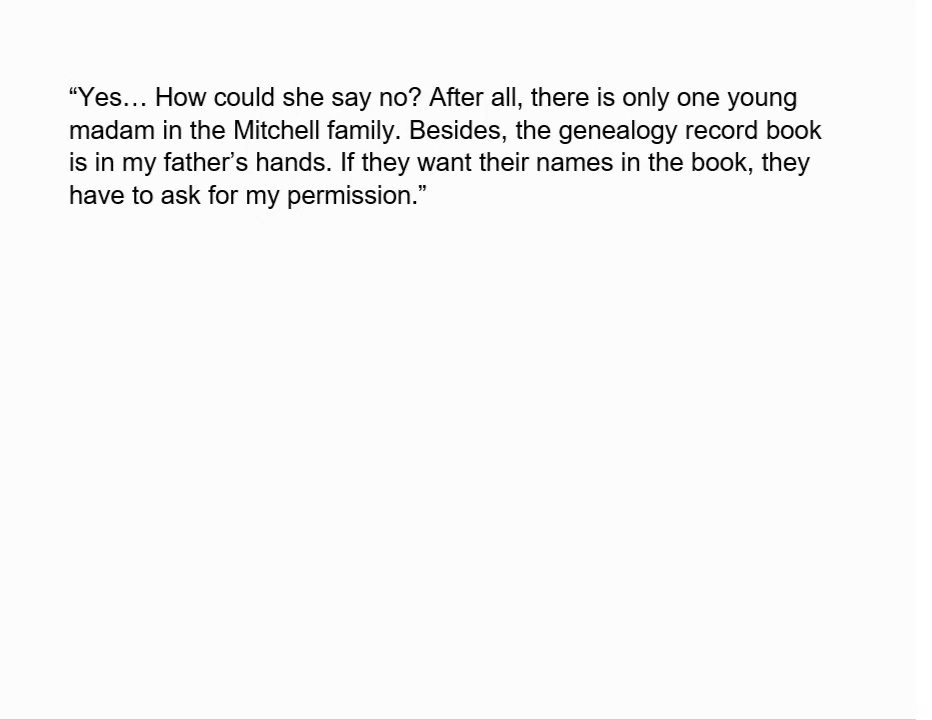 “Yes… How could she say no? After all, there is only one young
madam in the Mitchell family. Besides, the genealogy record book
is in my father’s hands. If they want their names in the book, they
have to ask for my permission.”